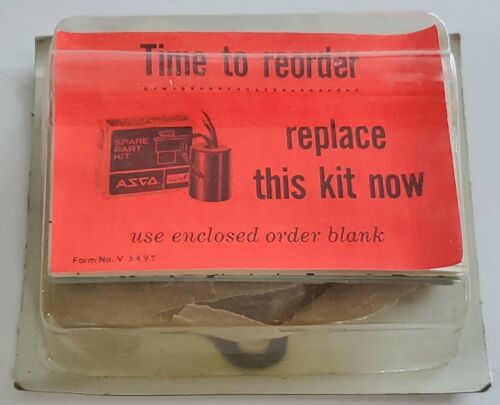 Time to reorder
replace
this kit now
SPARE
PART
KIT
ASCO
use enclosed order blank
Form No. V 5497